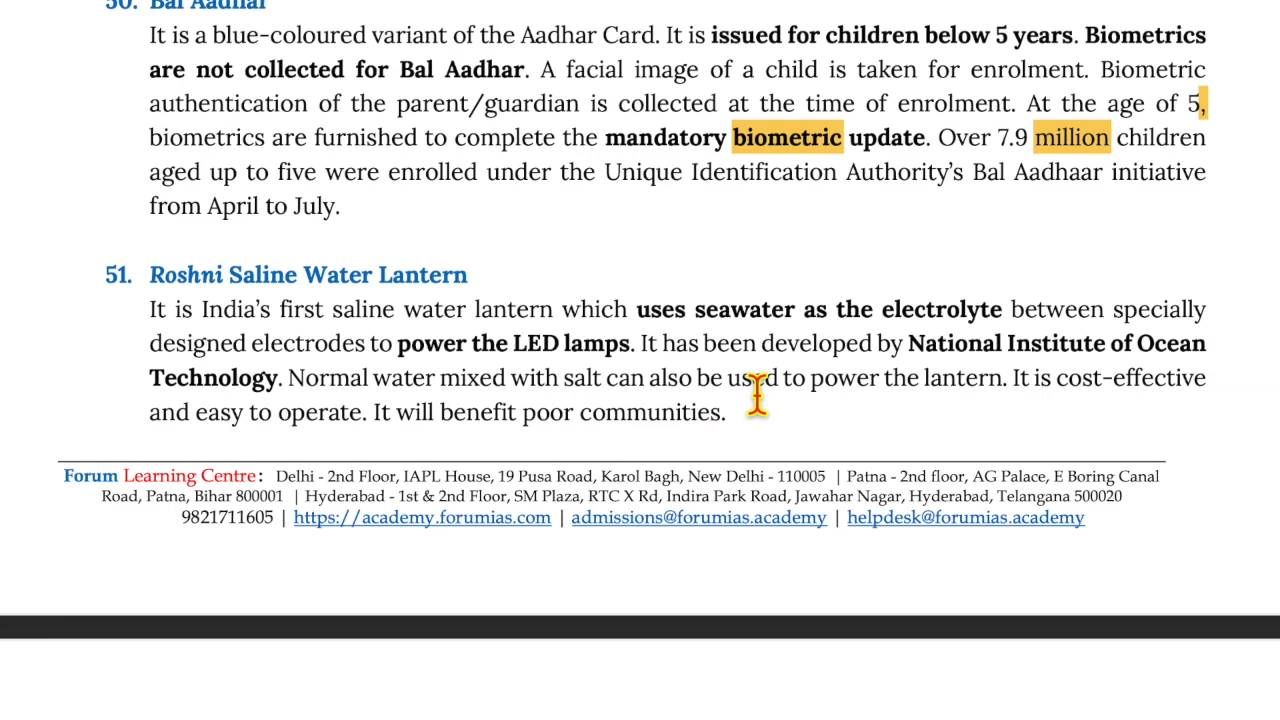 50. Bal Aadhar
It is a blue-coloured variant of the Aadhar Card. It is issued for children below 5 years. Biometrics
are not collected for Bal Aadhar. A facial image of a child is taken for enrolment. Biometric
authentication of the parent/guardian is collected at the time of enrolment. At the age of 5,
biometrics are furnished to complete the mandatory biometric update. Over 7.9 million children
aged up to five were enrolled under the Unique Identification Authority’s Bal Aadhaar initiative
from April to July.
51. Roshni Saline Water Lantern
It is India’s first saline water lantern which uses seawater as the electrolyte between specially
designed electrodes to power the LED lamps. It has been developed by National Institute of Ocean
Technology. Normal water mixed with salt can also be used to power the lantern. It is cost-effective
and easy to operate. It will benefit poor communities.
Forum Learning Centre: Delhi - 2nd Floor, IAPL House, 19 Pusa Road, Karol Bagh, New Delhi - 110005 | Patna - 2nd floor, AG Palace, E Boring Canal
Road, Patna, Bihar 800001 | Hyderabad - 1st & 2nd Floor, SM Plaza, RTC X Rd, Indira Park Road, Jawahar Nagar, Hyderabad, Telangana 500020
9821711605 | https://academy.forumias.com | admissions@forumias.academy | helpdesk@forumias.academy